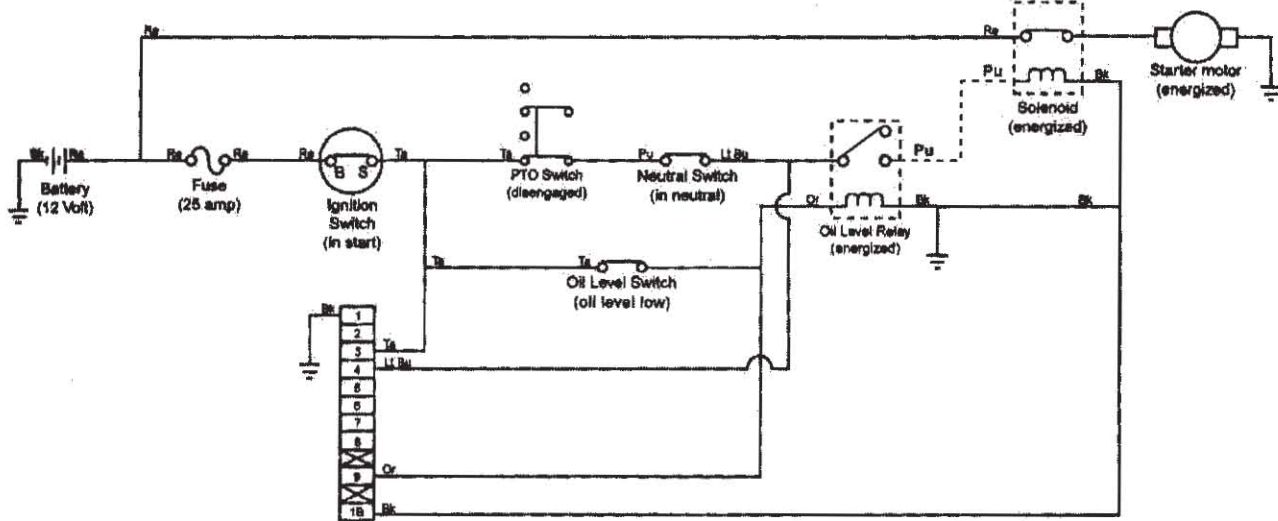 Re
Re
Pu
Bk
Starter motor
(energized)
Solenoid
(energized)
Bk
Re
Re
Re
Re
B S
Ta
Ta
Pu
Lt Bu
Pu
Battery
(12 Volt)
Fuse
(25 amp)
Ignition
Switch
(in start)
PTO Switch
(disengaged)
Neutral Switch
(in neutral)
Or
Bk
Bk
Oil Level Relay
(energized)
Ta
Ta
Oil Level Switch
(oil level low)
Bk
1
2
3
Ta
4
Lt Bu
5
6
7
8
9
Or
1B
Bk